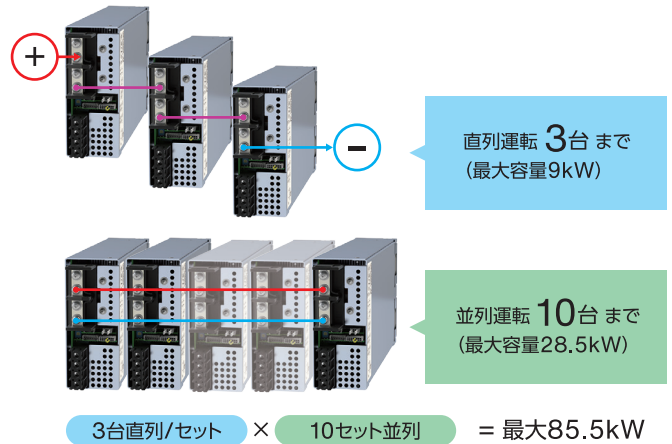 +
−
直列運転 3台 まで
(最大容量9kW)
並列運転 10台 まで
(最大容量28.5kW)
3台直列/セット × 10セット並列 = 最大85.5kW